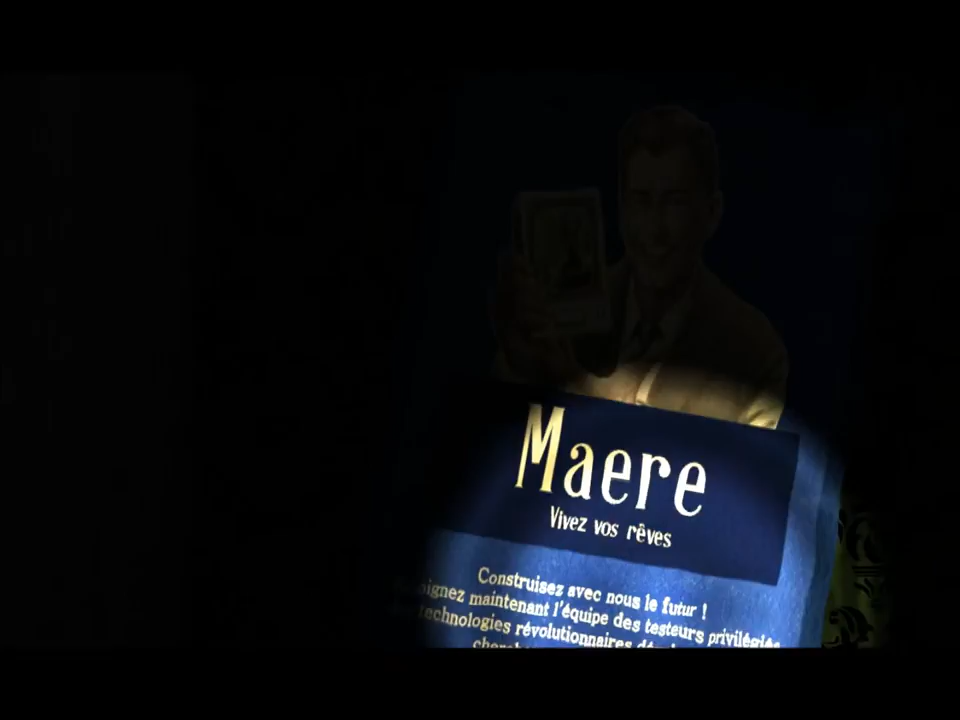 Maere
Vivez vos rêves
Construisez avec nous le futur !
maintenant l'équipe des testeurs privilégiés
technologies révolutionnaires